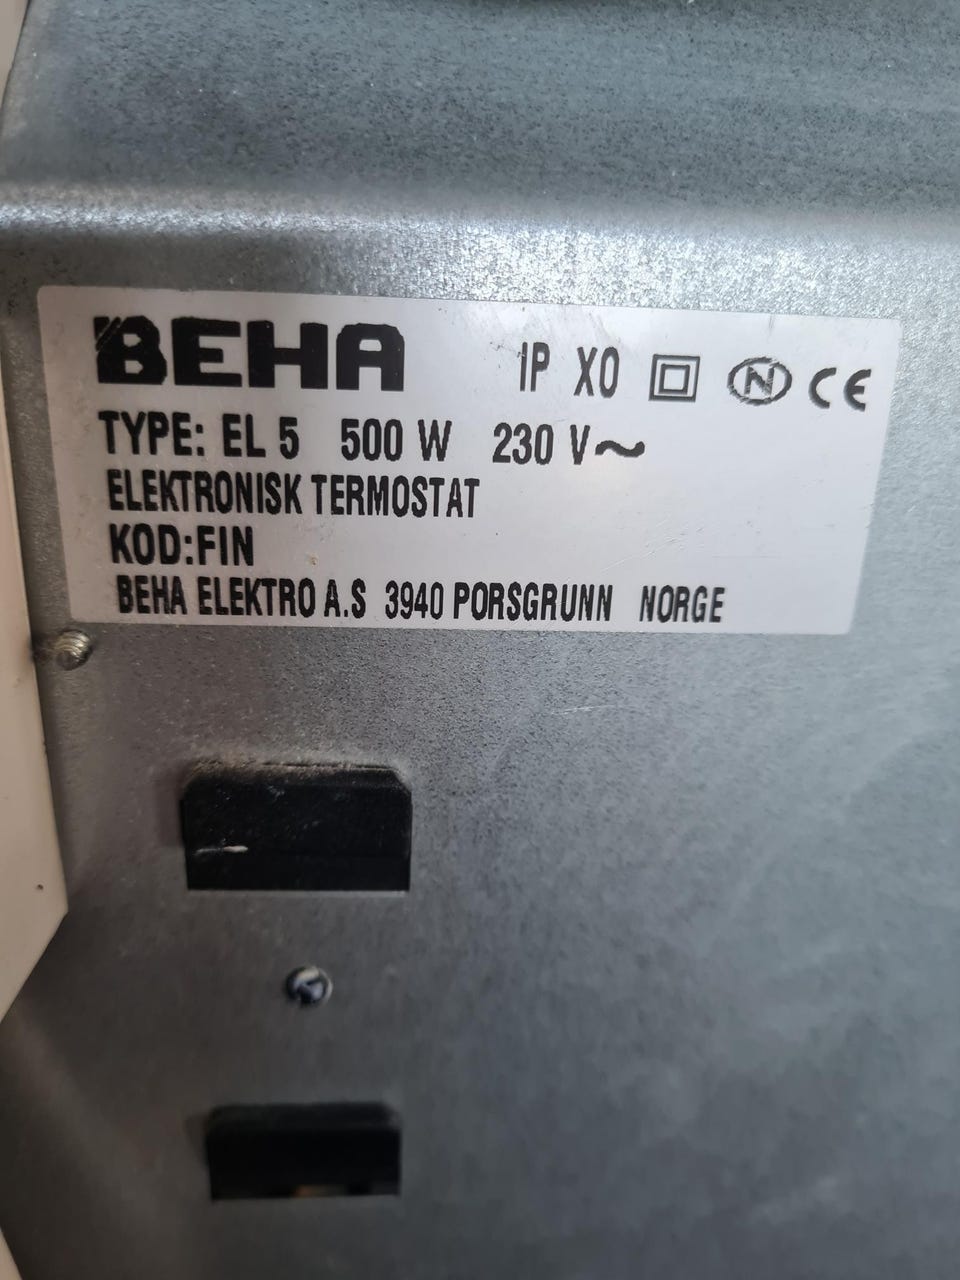 BEHA IP X0 N CE
TYPE: EL 5 500 W 230 V~
ELEKTRONISK TERMOSTAT
KOD:FIN
BEHA ELEKTRO A.S 3940 PORSGRUNN NORGE